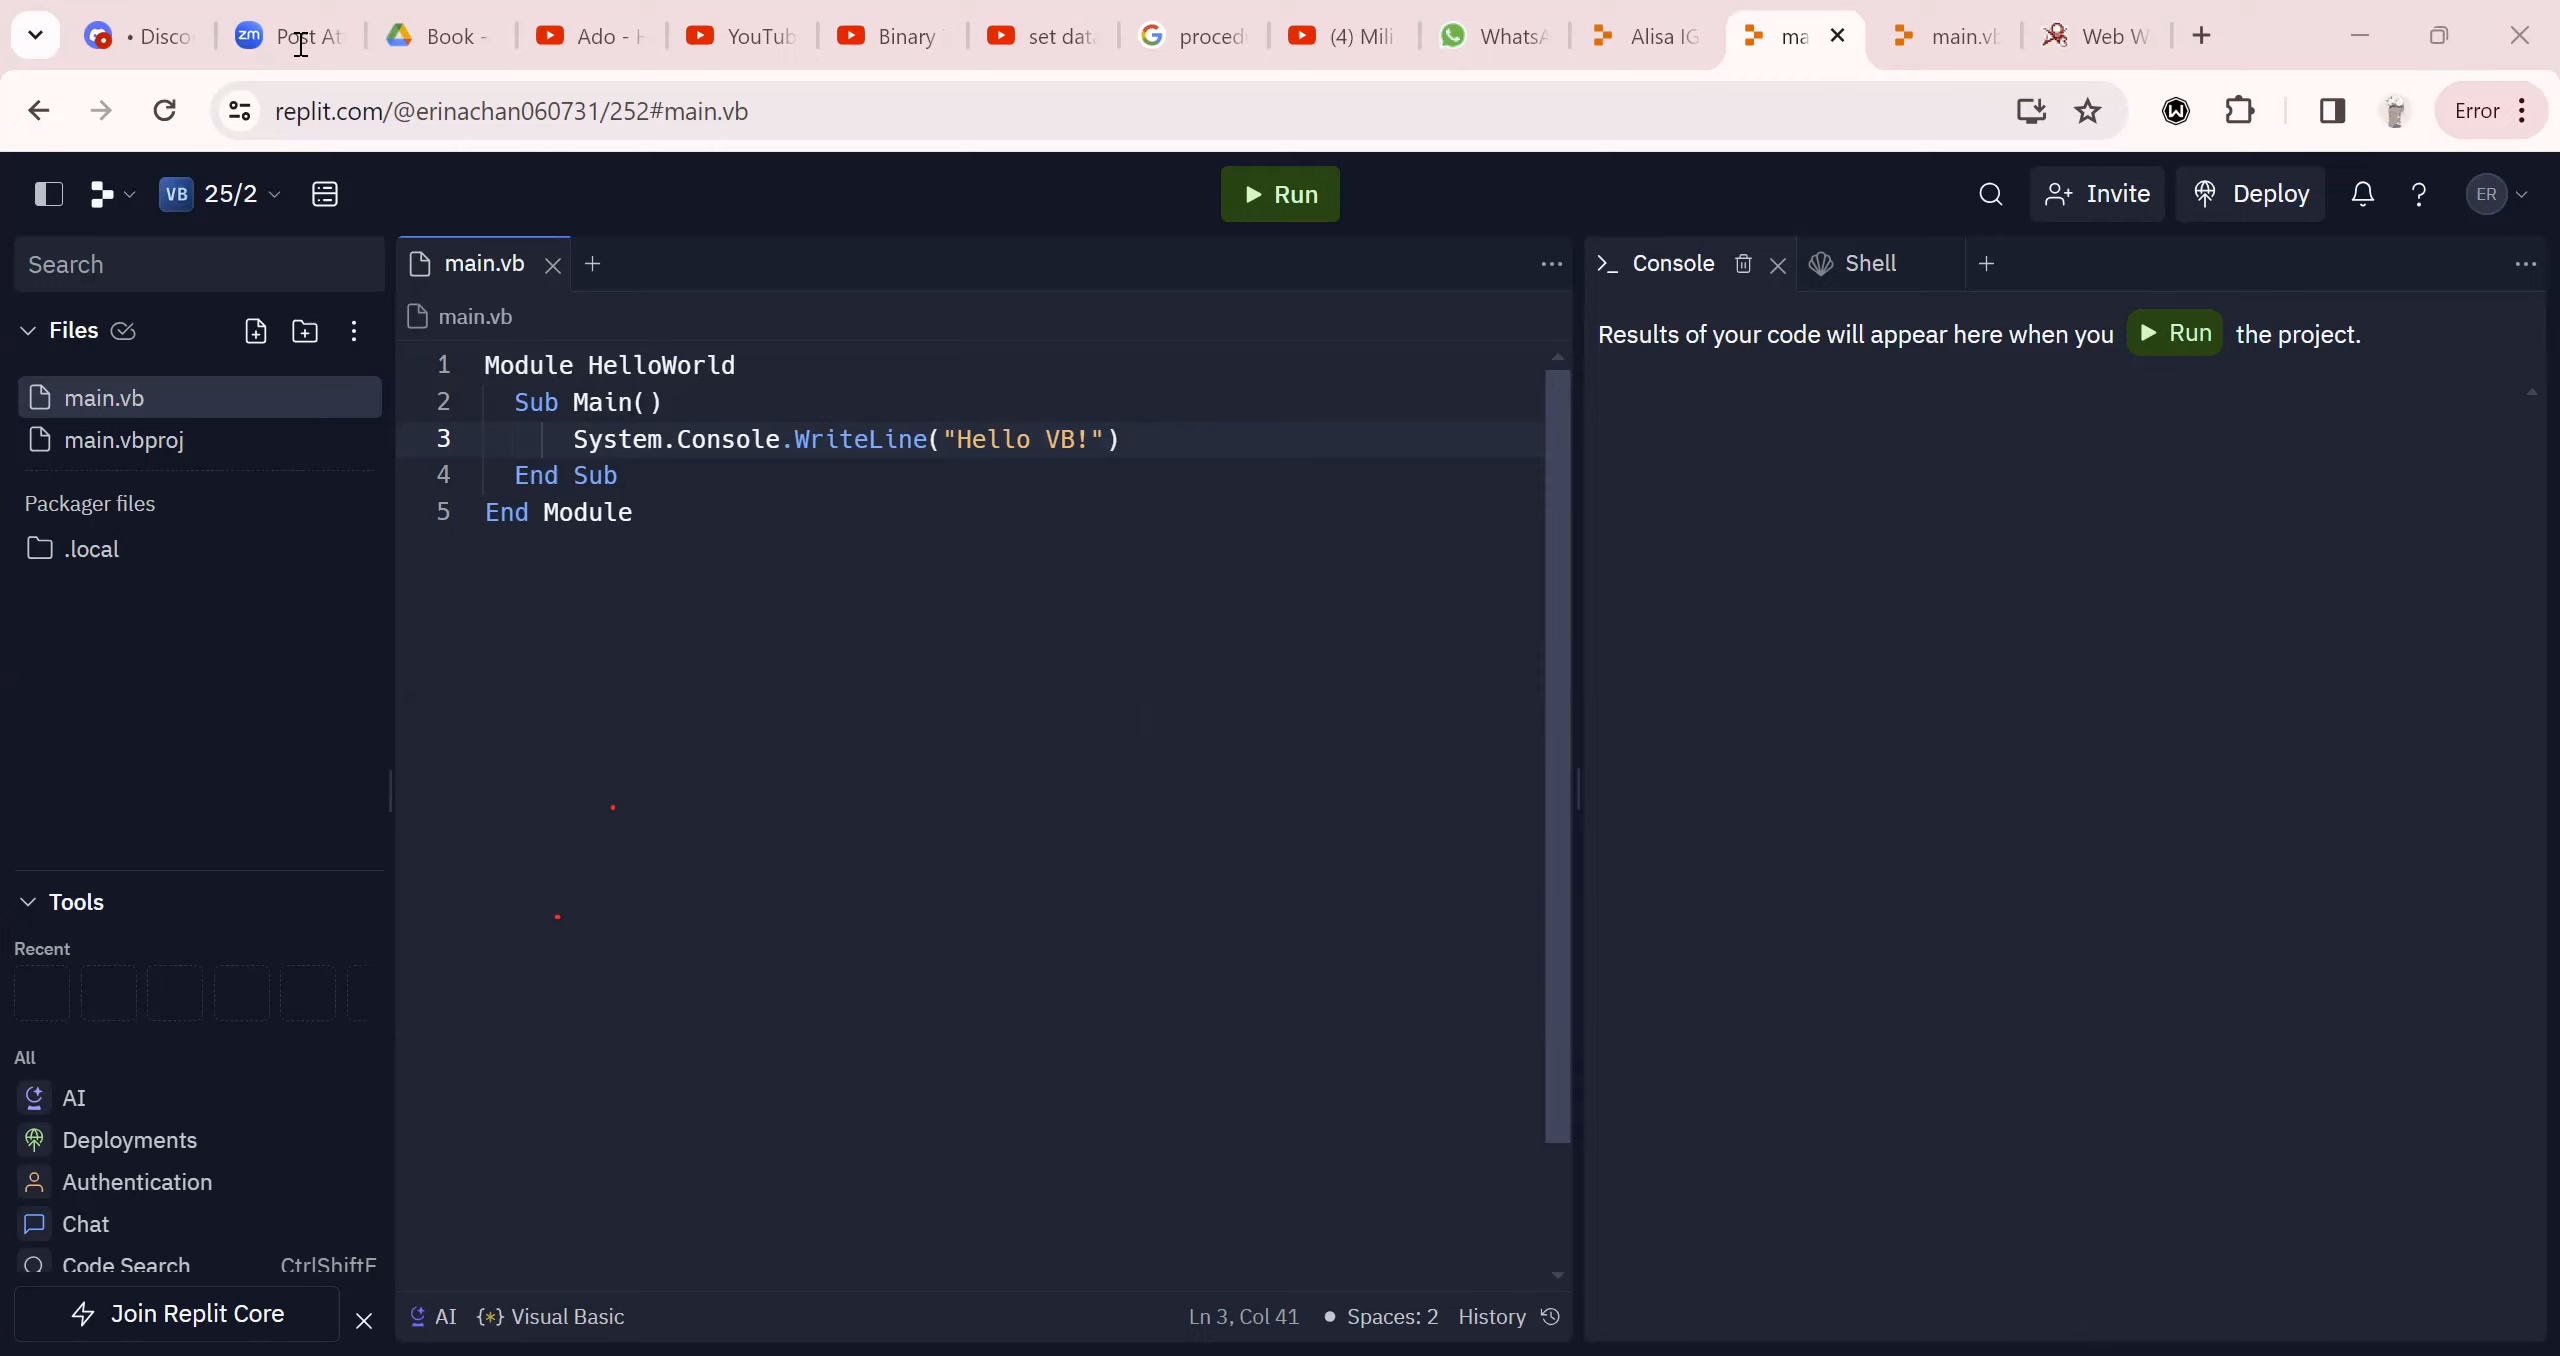 • Disco
Post At
Book -
Ado - H
YouTub
Binary
set dat
proced
(4) Mili
WhatsA
Alisa IG
ma
main.vb
Web W
replit.com/@erinachan060731/252#main.vb
Error
VB 25/2
Run
Invite
Deploy
ER
Search
main.vb
Console
Shell
Files
main.vb
Results of your code will appear here when you Run the project.
main.vb
main.vbproj
Packager files
.local
1 Module HelloWorld
2 Sub Main()
3 System.Console.WriteLine("Hello VB!")
4 End Sub
5 End Module
Tools
Recent
All
AI
Deployments
Authentication
Chat
Code Search CtrlShiftF
Join Replit Core
AI {*} Visual Basic
Ln 3, Col 41 • Spaces: 2 History